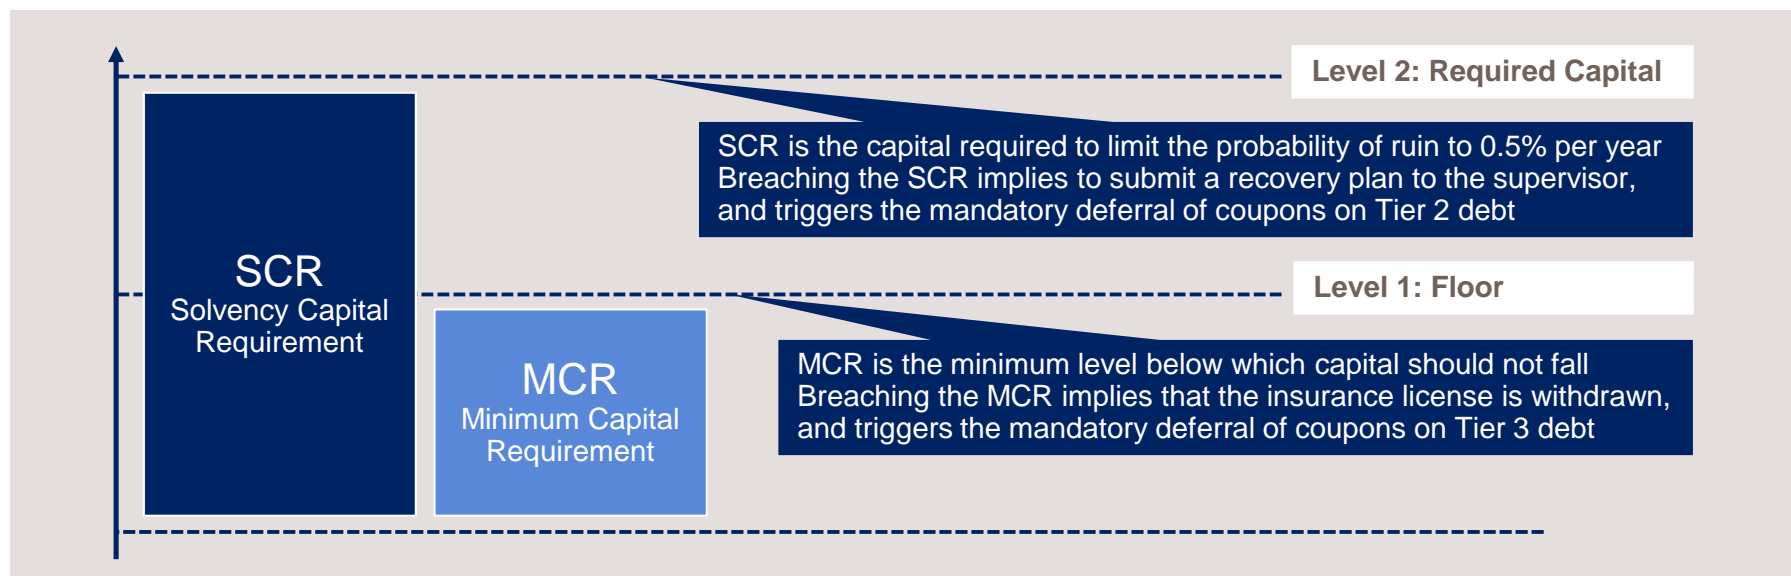 Level 2: Required Capital
SCR is the capital required to limit the probability of ruin to 0.5% per year
Breaching the SCR implies to submit a recovery plan to the supervisor,
and triggers the mandatory deferral of coupons on Tier 2 debt
SCR
Solvency Capital
Requirement
Level 1: Floor
MCR is the minimum level below which capital should not fall
Breaching the MCR implies that the insurance license is withdrawn,
and triggers the mandatory deferral of coupons on Tier 3 debt
MCR
Minimum Capital
Requirement